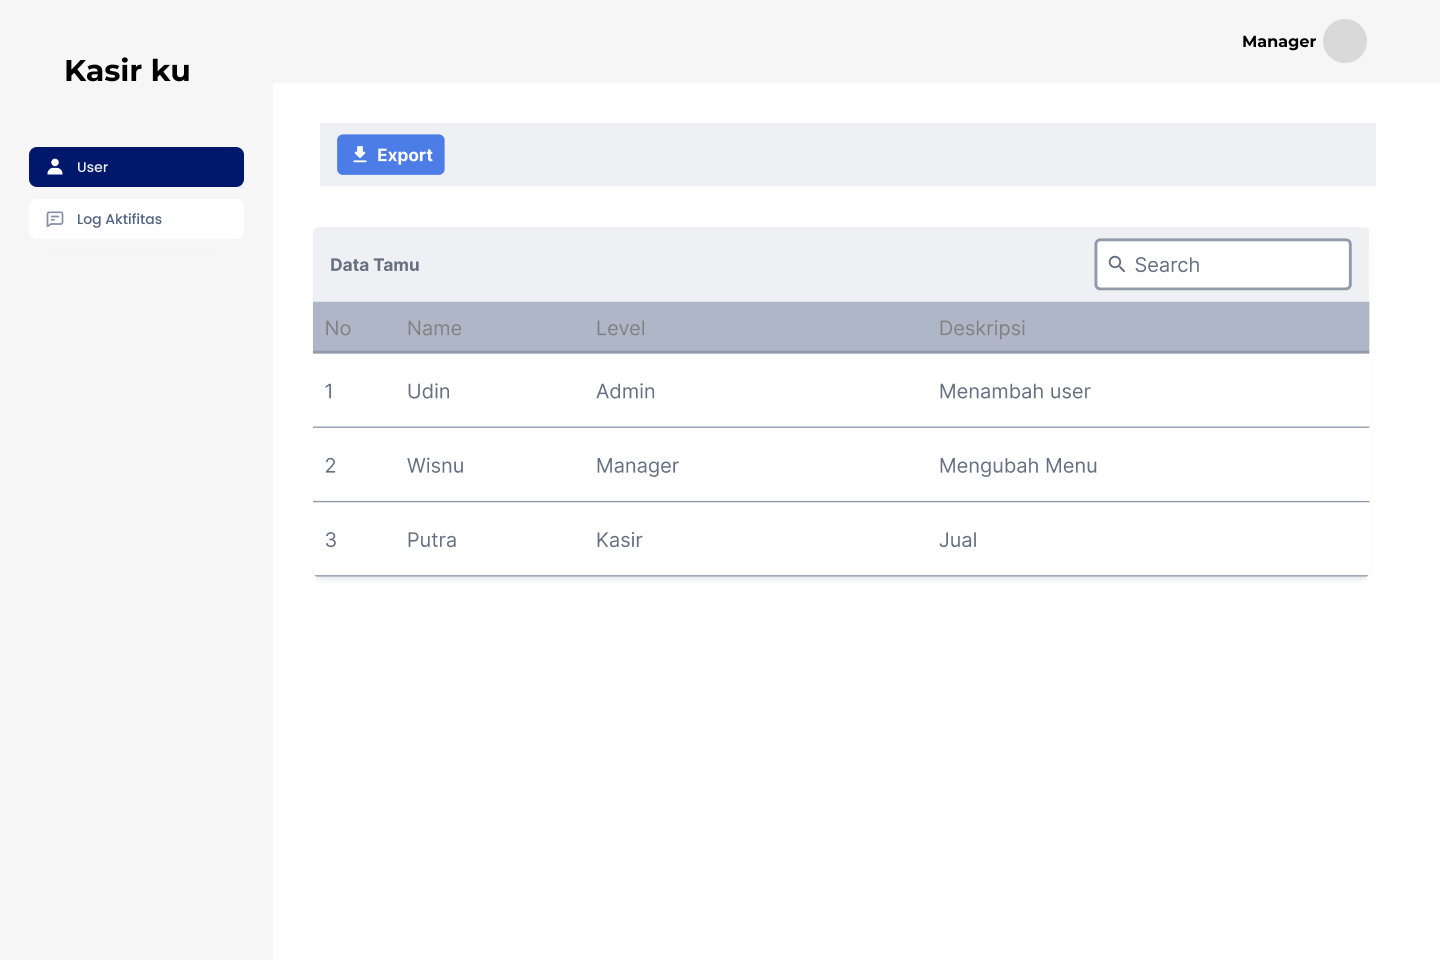 Kasir ku
Manager
User
Log Aktifitas
Export
Data Tamu
Search
No Name Level Deskripsi
1 Udin Admin Menambah user
2 Wisnu Manager Mengubah Menu
3 Putra Kasir Jual